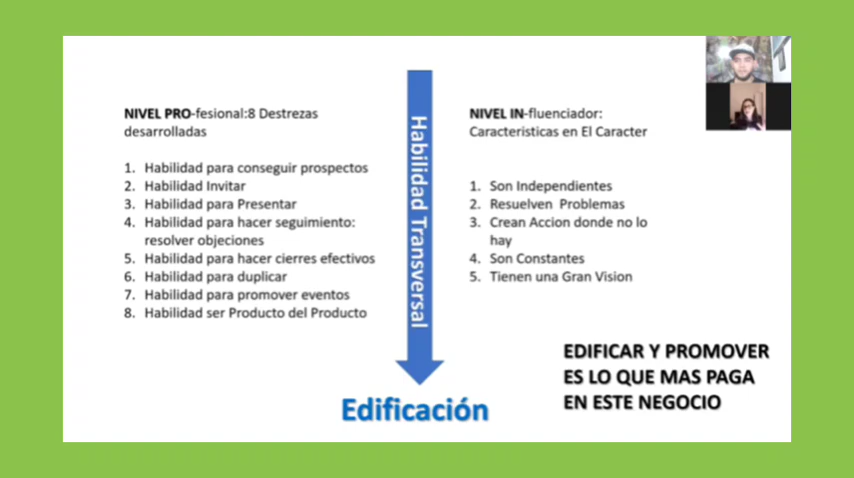 NIVEL PRO-fesional:8 Destrezas
desarrolladas
1. Habilidad para conseguir prospectos
2. Habilidad Invitar
3. Habilidad para Presentar
4. Habilidad para hacer seguimiento:
resolver objeciones
5. Habilidad para hacer cierres efectivos
6. Habilidad para duplicar
7. Habilidad para promover eventos
8. Habilidad ser Producto del Producto
Habilidad Transversal
Edificación
NIVEL IN-fluenciador:
Características en El Caracter
1. Son Independientes
2. Resuelven Problemas
3. Crean Accion donde no lo
hay
4. Son Constantes
5. Tienen una Gran Vision
EDIFICAR Y PROMOVER
ES LO QUE MAS PAGA
EN ESTE NEGOCIO